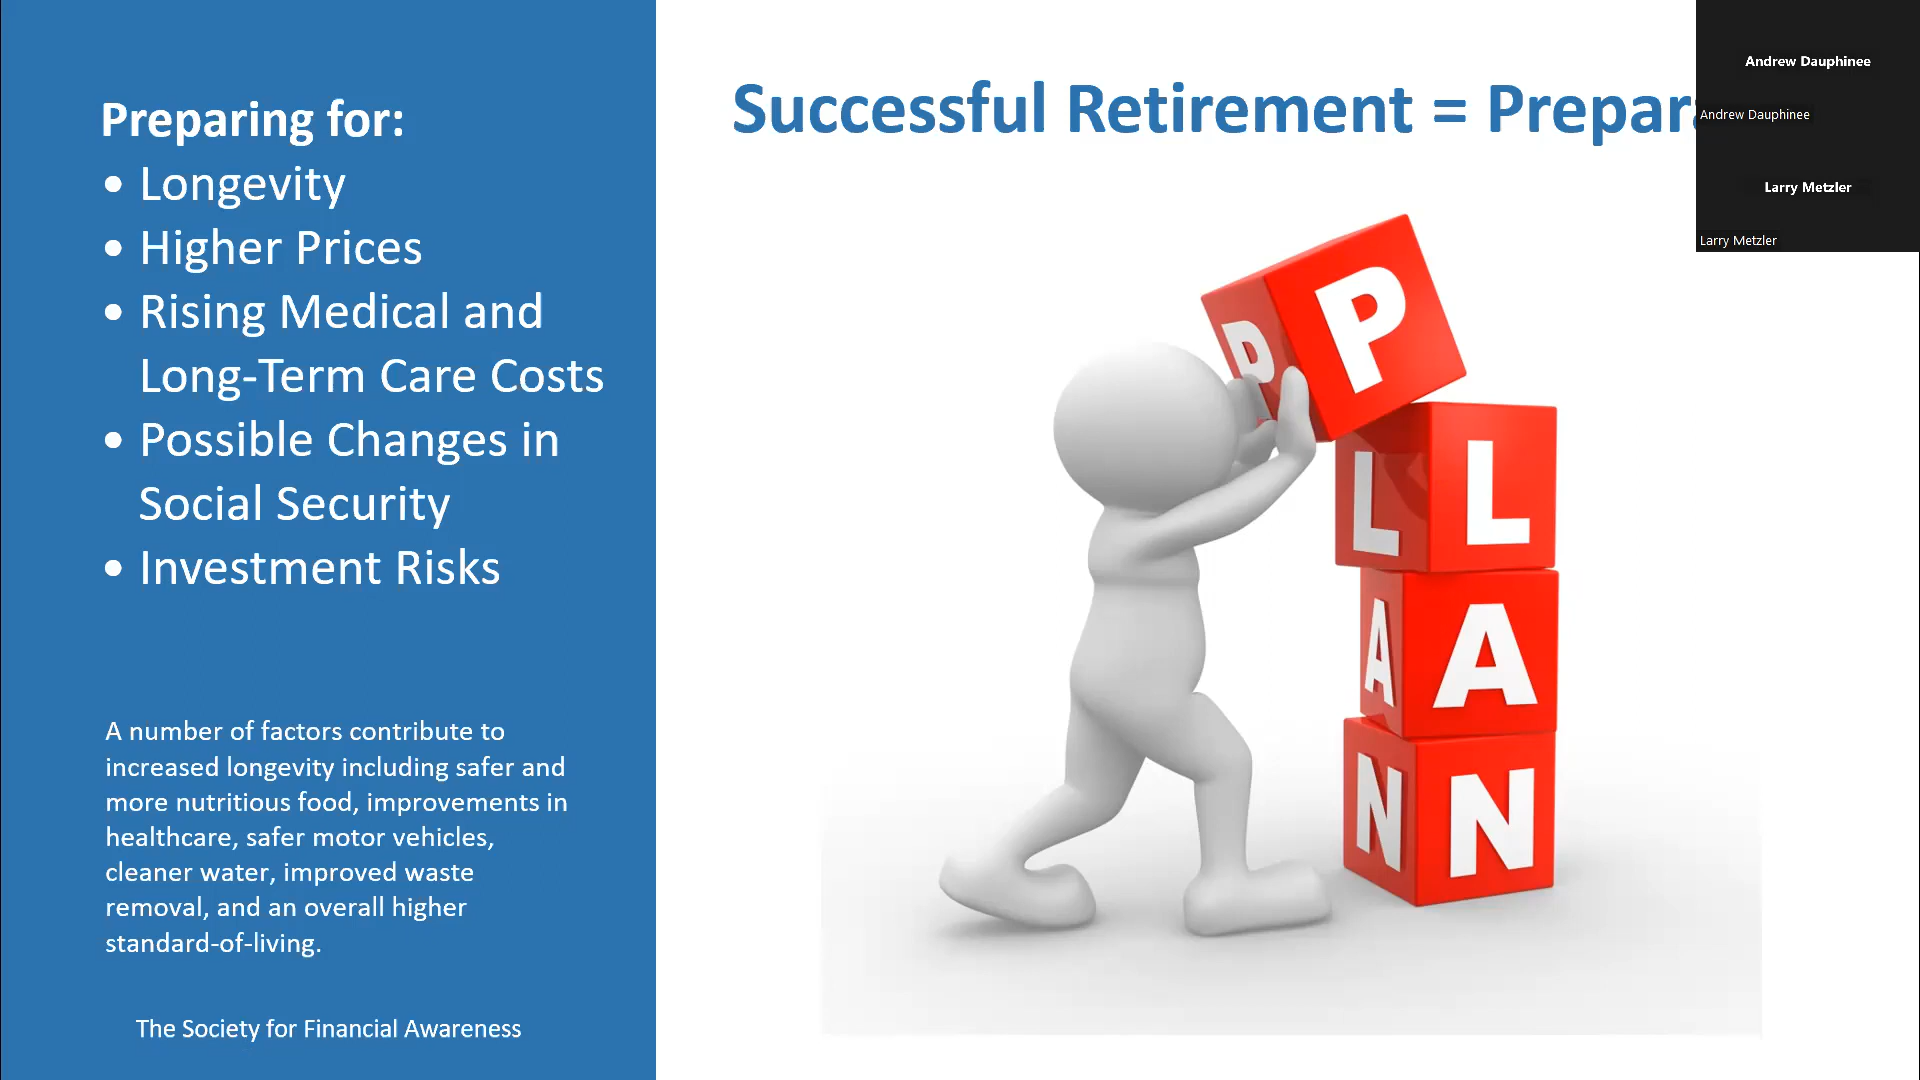 Preparing for:
• Longevity
• Higher Prices
• Rising Medical and
Long-Term Care Costs
• Possible Changes in
Social Security
• Investment Risks
A number of factors contribute to
increased longevity including safer and
more nutritious food, improvements in
healthcare, safer motor vehicles,
cleaner water, improved waste
removal, and an overall higher
standard-of-living.
The Society for Financial Awareness
Successful Retirement = Prepara
P
P
L
L
A
A
N
N
Andrew Dauphinee
Andrew Dauphinee
Larry Metzler
Larry Metzler